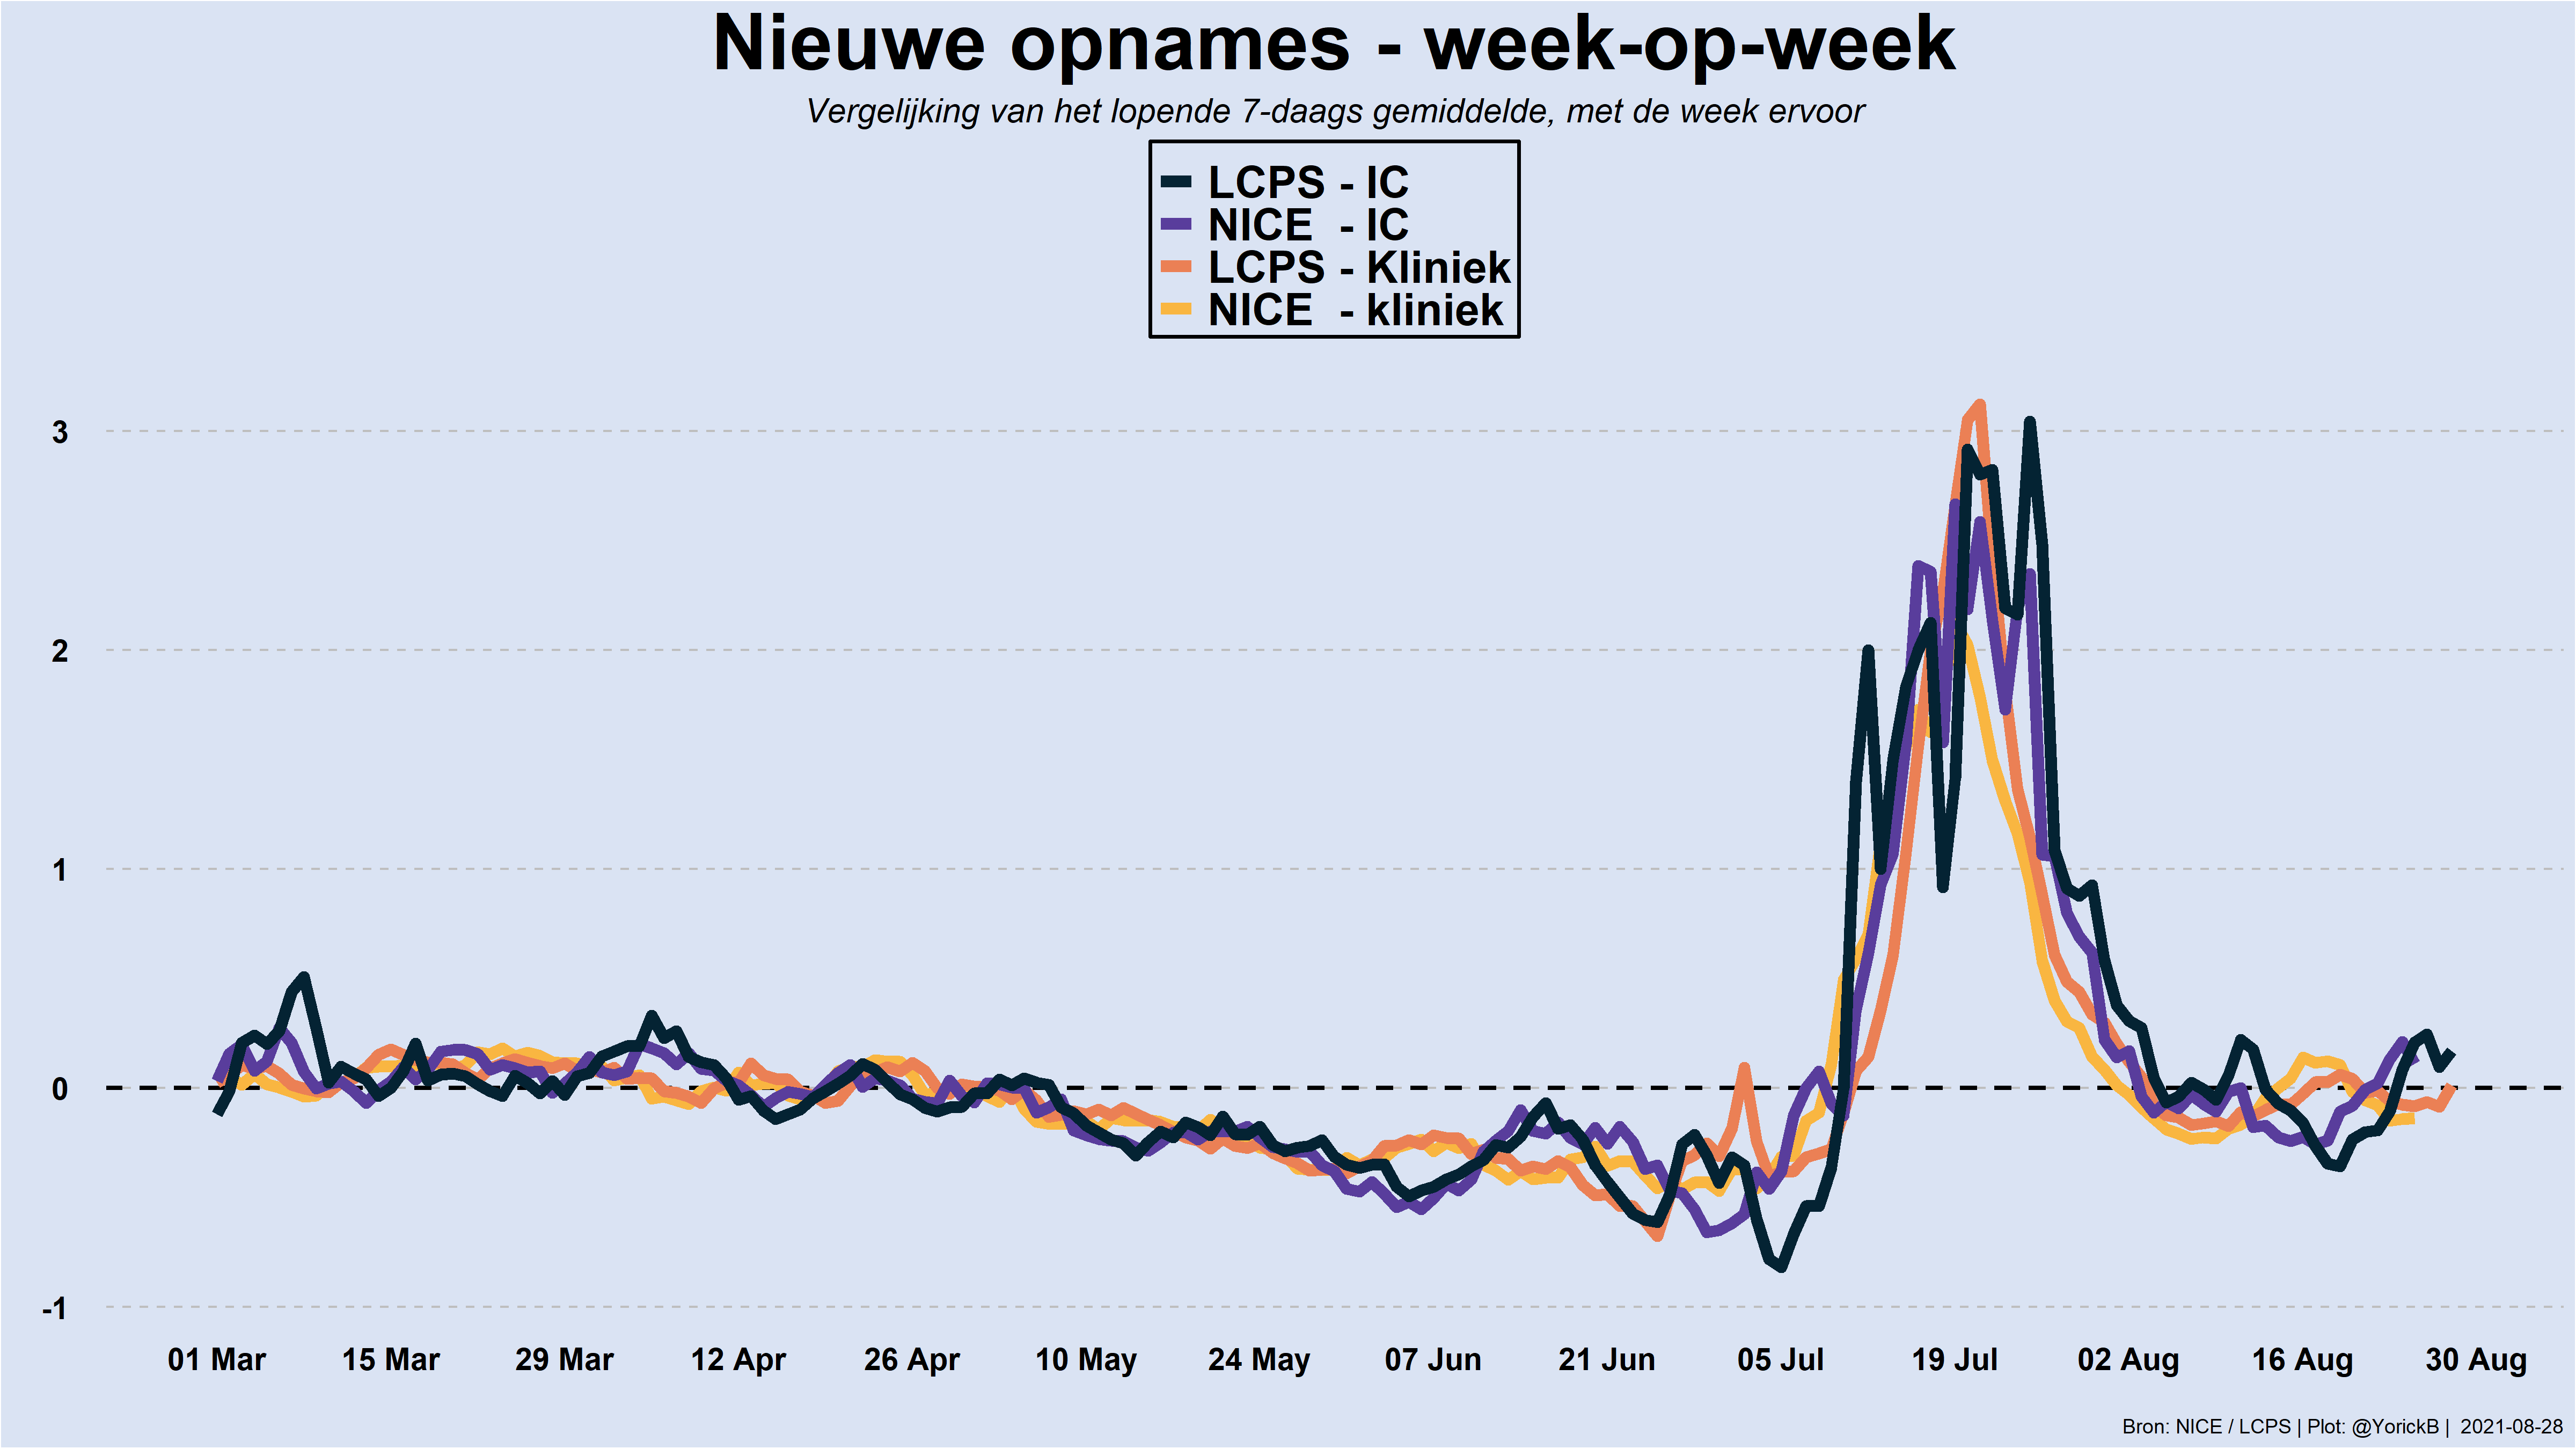 Nieuwe opnames - week-op-week
Vergelijking van het lopende 7-daags gemiddelde, met de week ervoor
LCPS - IC
NICE - IC
LCPS - Kliniek
NICE - kliniek
3
2
1
0
-1
01 Mar 15 Mar 29 Mar 12 Apr 26 Apr 10 May 24 May 07 Jun 21 Jun 05 Jul 19 Jul 02 Aug 16 Aug 30 Aug
Bron: NICE / LCPS | Plot: @YorickB | 2021-08-28